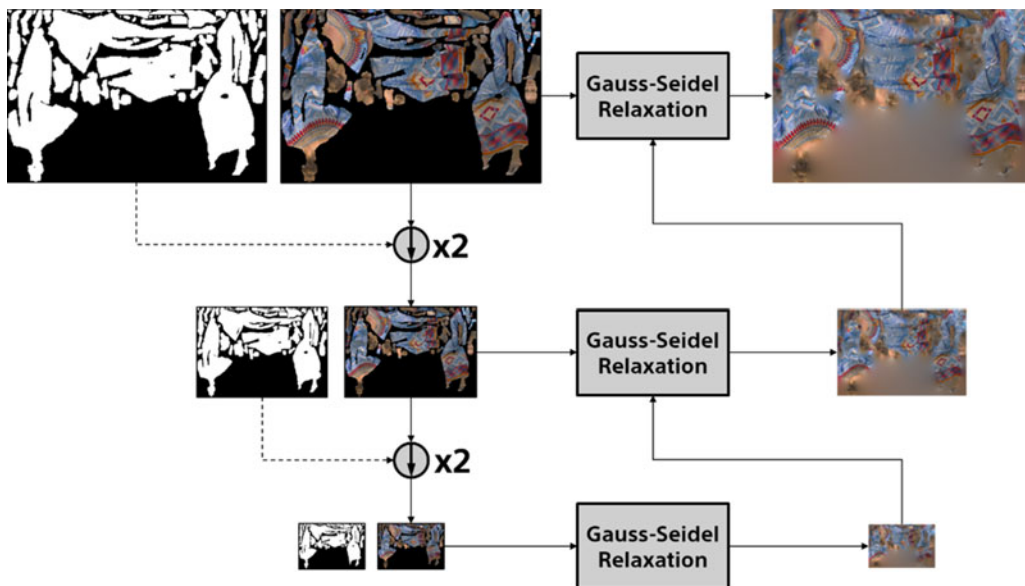 Gauss-Seidel
Relaxation
x2
Gauss-Seidel
Relaxation
x2
Gauss-Seidel
Relaxation